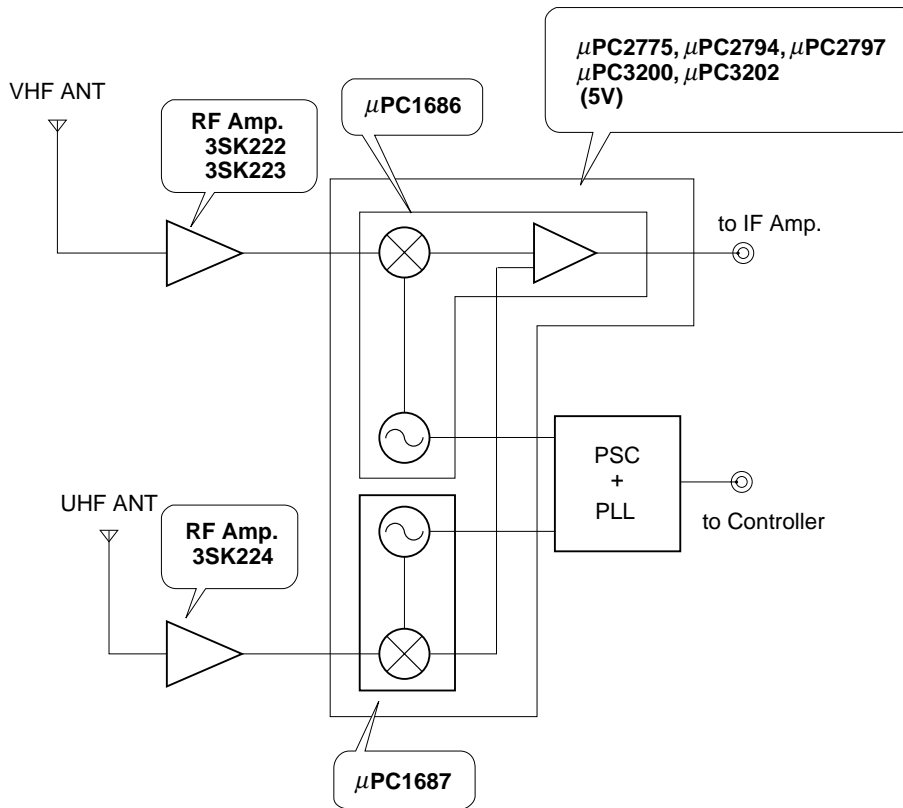 μPC2775, μPC2794, μPC2797
μPC3200, μPC3202
(5V)
VHF ANT
RF Amp.
3SK222
3SK223
μPC1686
to IF Amp.
PSC
+
PLL
to Controller
UHF ANT
RF Amp.
3SK224
μPC1687